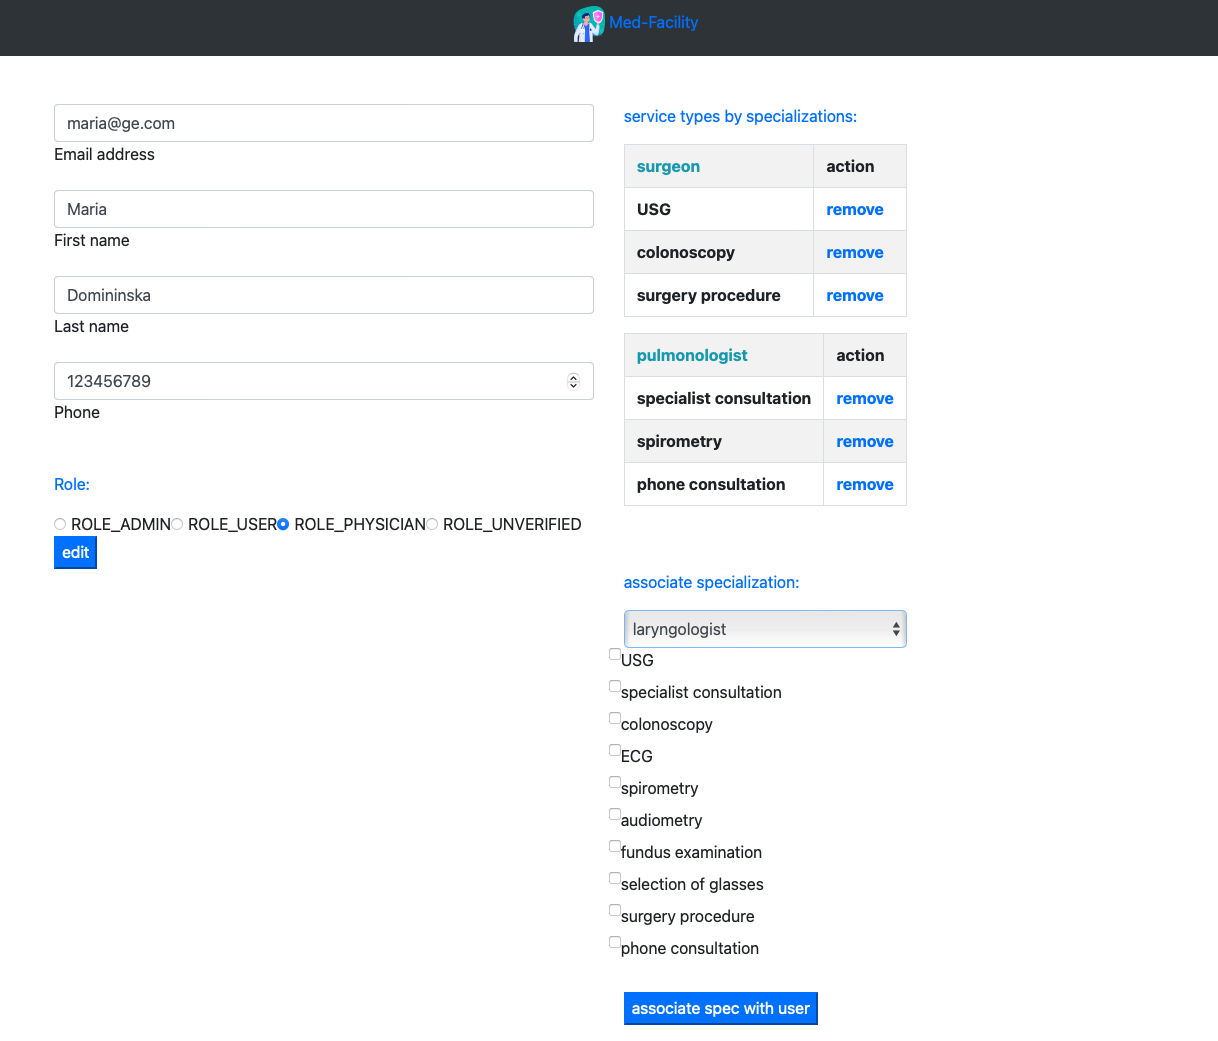 Med-Facility
maria@ge.com
Email address
Maria
First name
Domininska
Last name
123456789
Phone
Role:
ROLE_ADMIN ROLE_USER ROLE_PHYSICIAN ROLE_UNVERIFIED
edit
service types by specializations:
surgeon action
USG remove
colonoscopy remove
surgery procedure remove
pulmonologist action
specialist consultation remove
spirometry remove
phone consultation remove
associate specialization:
laryngologist
USG
specialist consultation
colonoscopy
ECG
spirometry
audiometry
fundus examination
selection of glasses
surgery procedure
phone consultation
associate spec with user